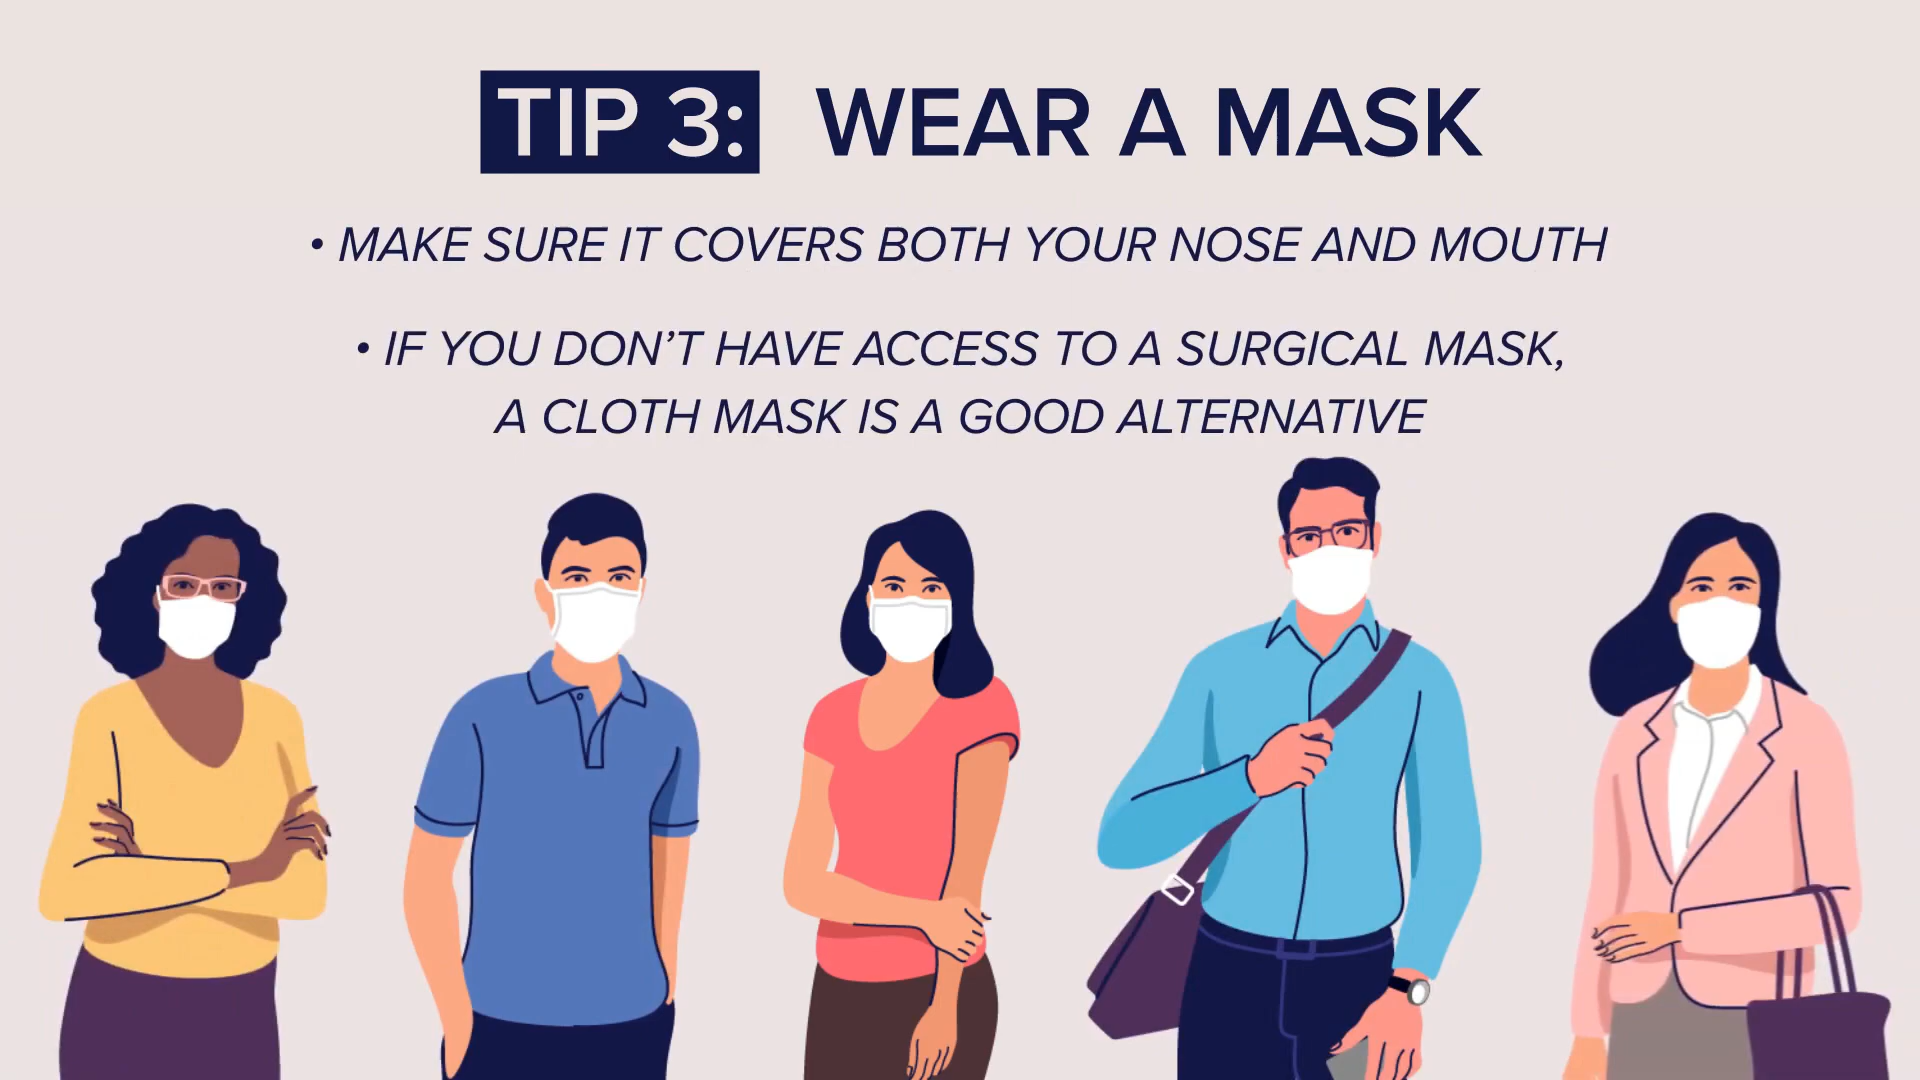 TIP 3: WEAR A MASK
• MAKE SURE IT COVERS BOTH YOUR NOSE AND MOUTH
• IF YOU DON’T HAVE ACCESS TO A SURGICAL MASK,
A CLOTH MASK IS A GOOD ALTERNATIVE